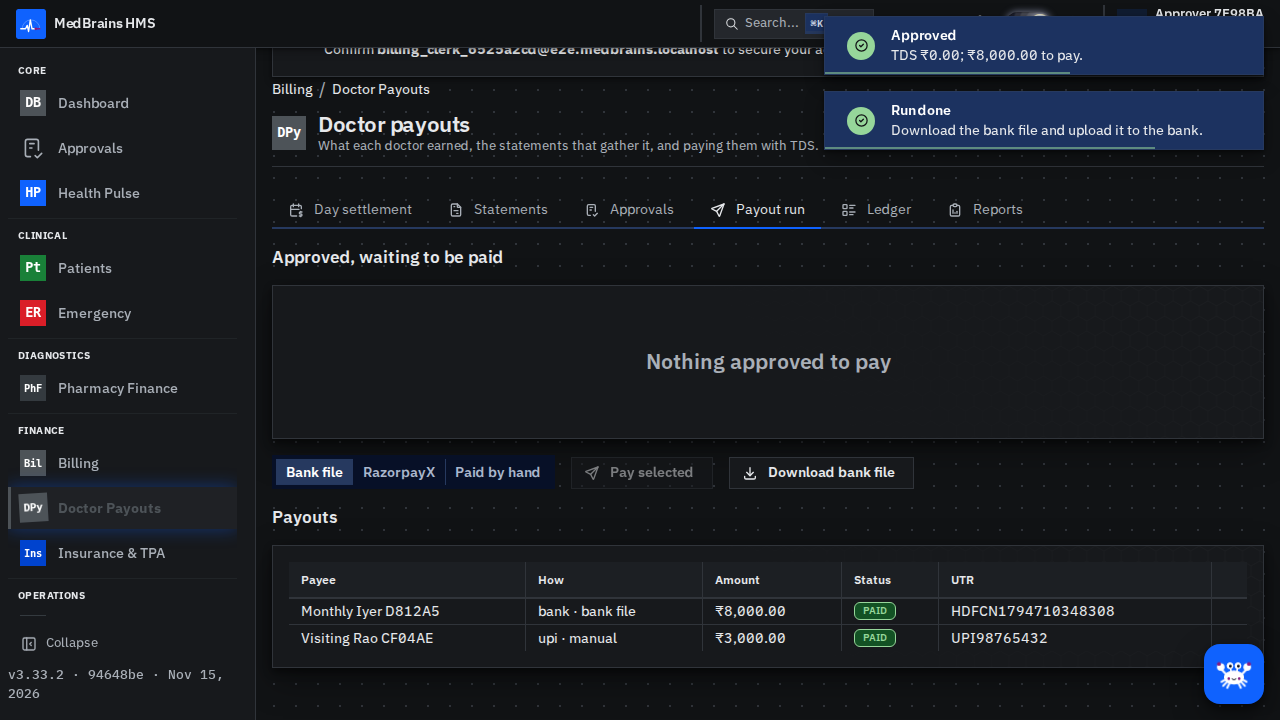 MedBrains HMS
Search... ⌘K
Approver 7E98BA
Confirm billing_clerk_6525a2cd@e2e.medbrains.localhost to secure your a
Approved
TDS ₹0.00; ₹8,000.00 to pay.
Run done
Download the bank file and upload it to the bank.
CORE
DB Dashboard
Approvals
HP Health Pulse
CLINICAL
Pt Patients
ER Emergency
DIAGNOSTICS
PhF Pharmacy Finance
FINANCE
Bil Billing
DPy Doctor Payouts
Ins Insurance & TPA
OPERATIONS
Collapse
v3.33.2 · 94648be · Nov 15,
2026
Billing / Doctor Payouts
DPy Doctor payouts
What each doctor earned, the statements that gather it, and paying them with TDS.
Day settlement Statements Approvals Payout run Ledger Reports
Approved, waiting to be paid
Nothing approved to pay
Bank file RazorpayX Paid by hand Pay selected Download bank file
Payouts
Payee How Amount Status UTR
Monthly Iyer D812A5 bank · bank file ₹8,000.00 PAID HDFCN1794710348308
Visiting Rao CF04AE upi · manual ₹3,000.00 PAID UPI98765432